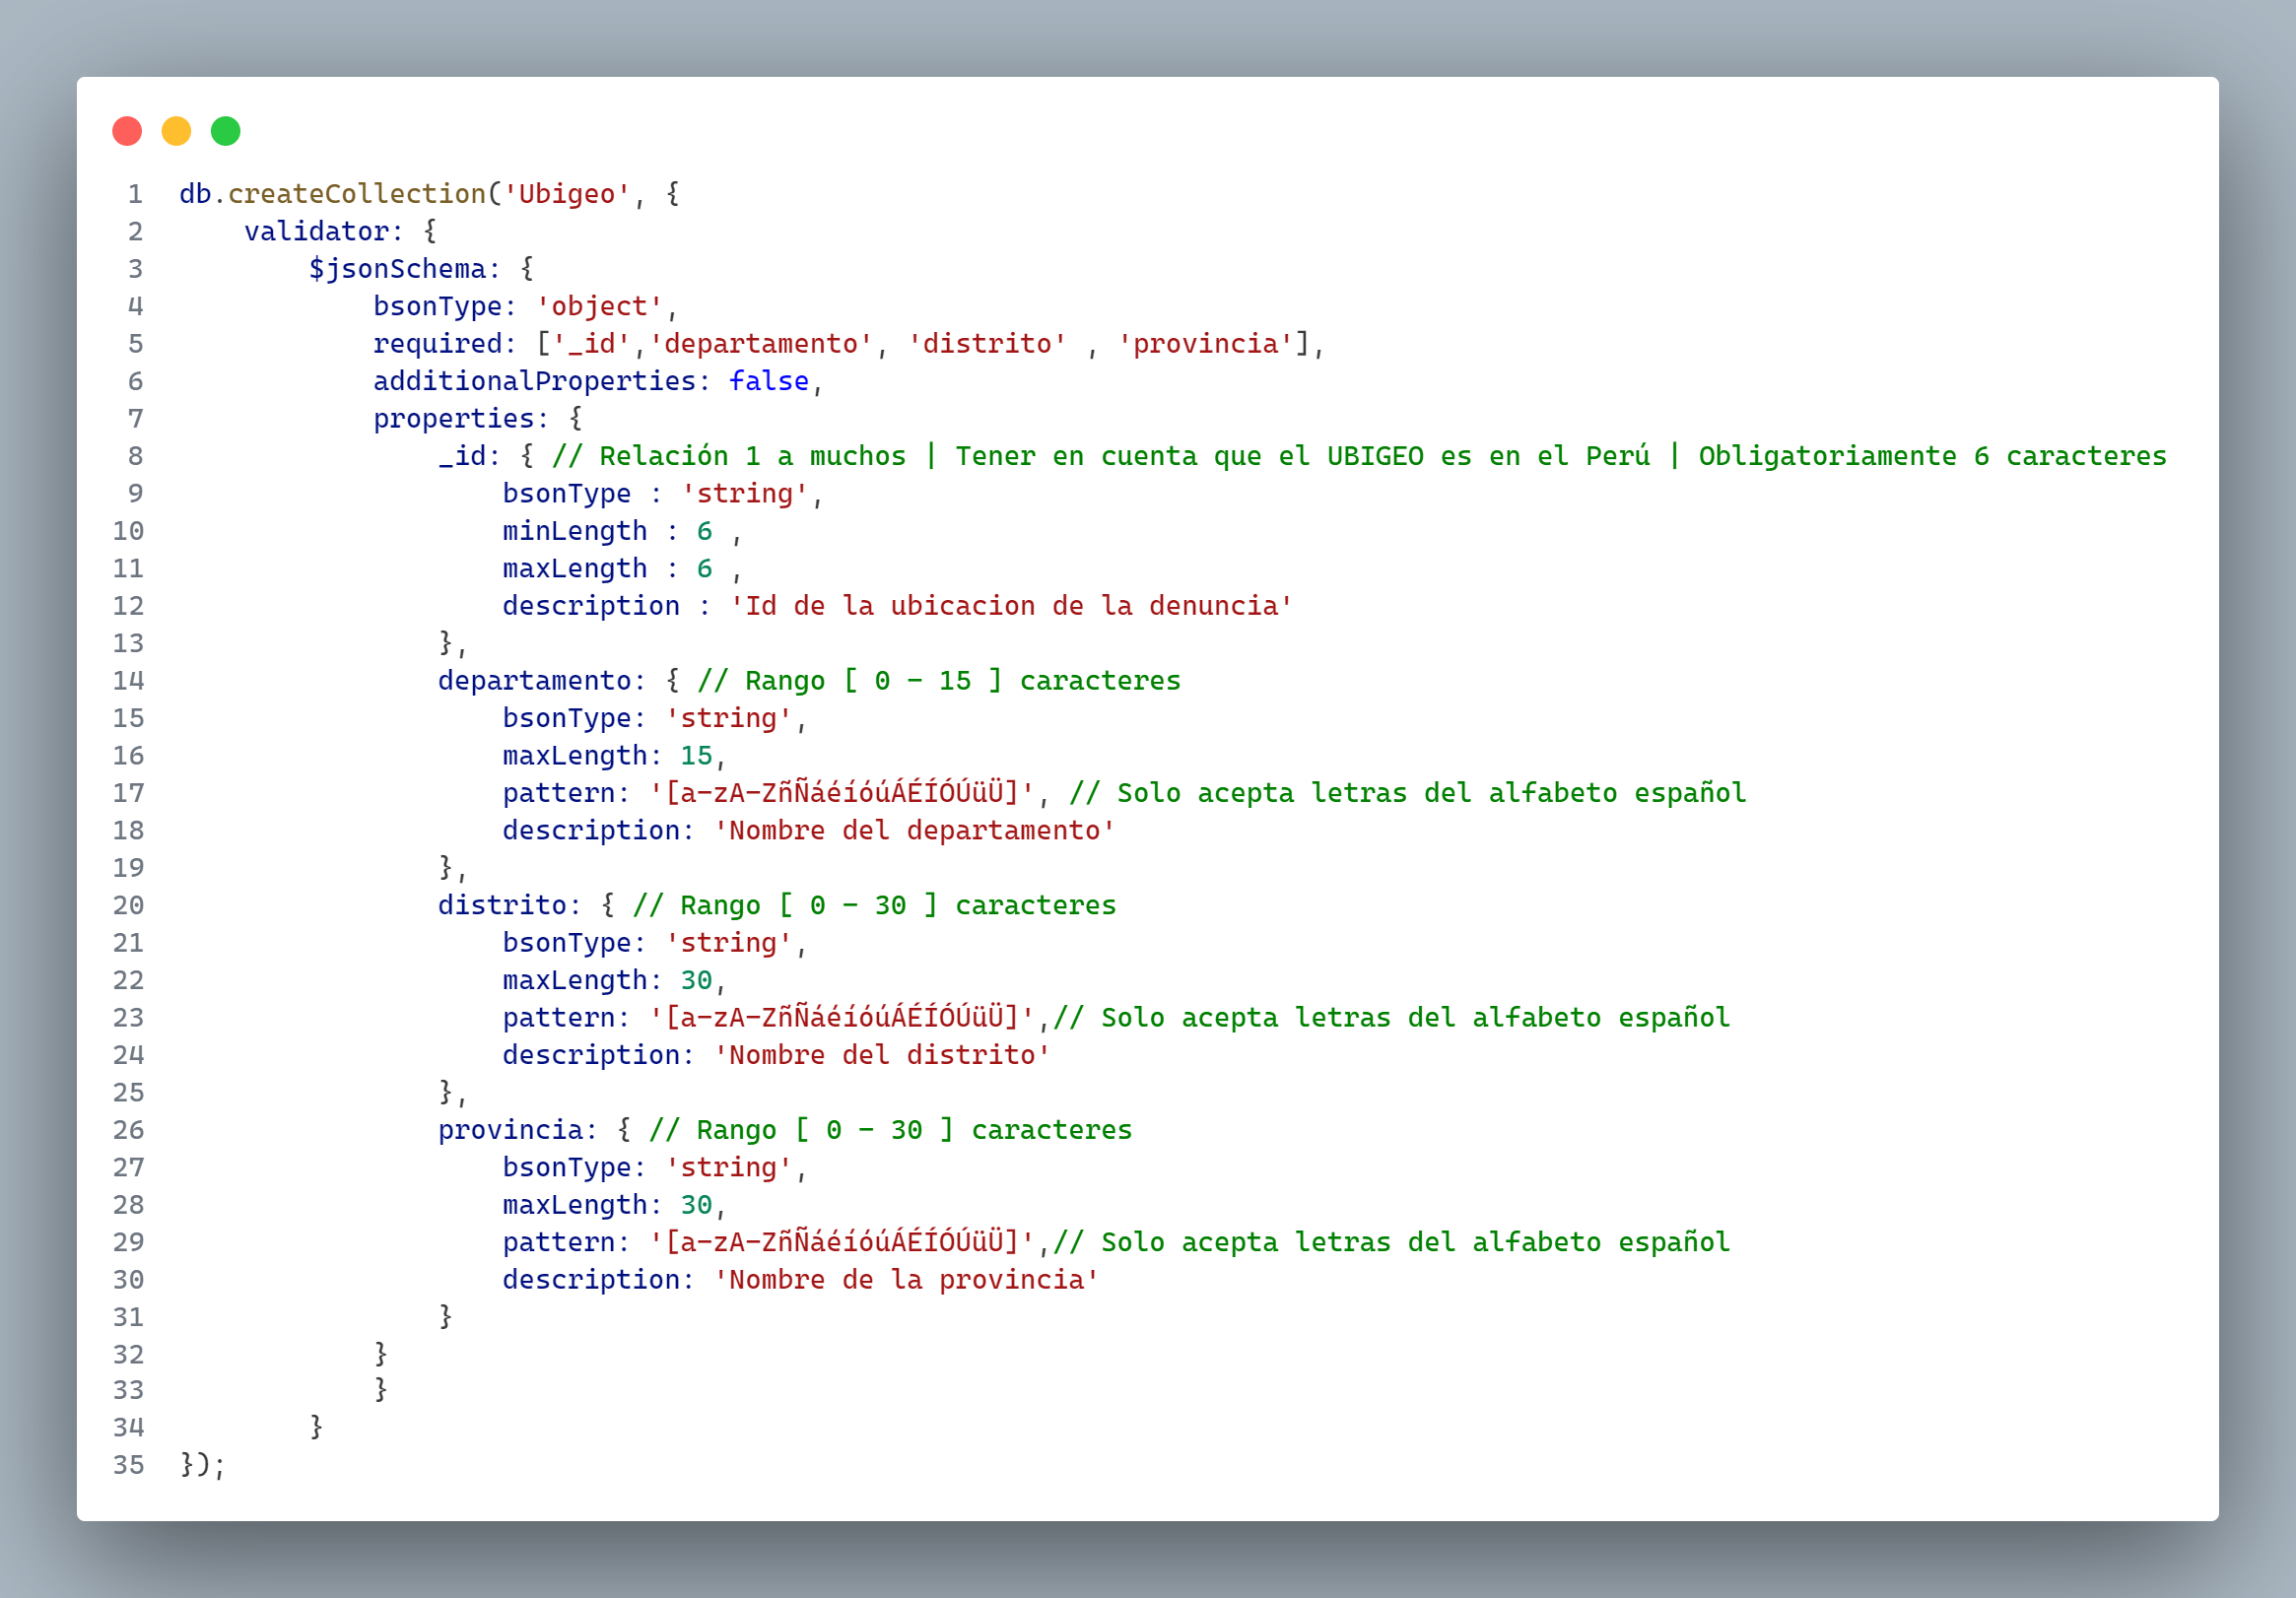 1 db.createCollection('Ubigeo', {
2 validator: {
3 $jsonSchema: {
4 bsonType: 'object',
5 required: ['_id','departamento', 'distrito' , 'provincia'],
6 additionalProperties: false,
7 properties: {
8 _id: { // Relación 1 a muchos | Tener en cuenta que el UBIGEO es en el Perú | Obligatoriamente 6 caracteres
9 bsonType : 'string',
10 minLength : 6 ,
11 maxLength : 6 ,
12 description : 'Id de la ubicacion de la denuncia'
13 },
14 departamento: { // Rango [ 0 - 15 ] caracteres
15 bsonType: 'string',
16 maxLength: 15,
17 pattern: '[a-zA-ZñÑáéíóúÁÉÍÓÚüÜ]', // Solo acepta letras del alfabeto español
18 description: 'Nombre del departamento'
19 },
20 distrito: { // Rango [ 0 - 30 ] caracteres
21 bsonType: 'string',
22 maxLength: 30,
23 pattern: '[a-zA-ZñÑáéíóúÁÉÍÓÚüÜ]',// Solo acepta letras del alfabeto español
24 description: 'Nombre del distrito'
25 },
26 provincia: { // Rango [ 0 - 30 ] caracteres
27 bsonType: 'string',
28 maxLength: 30,
29 pattern: '[a-zA-ZñÑáéíóúÁÉÍÓÚüÜ]',// Solo acepta letras del alfabeto español
30 description: 'Nombre de la provincia'
31 }
32 }
33 }
34 }
35 });